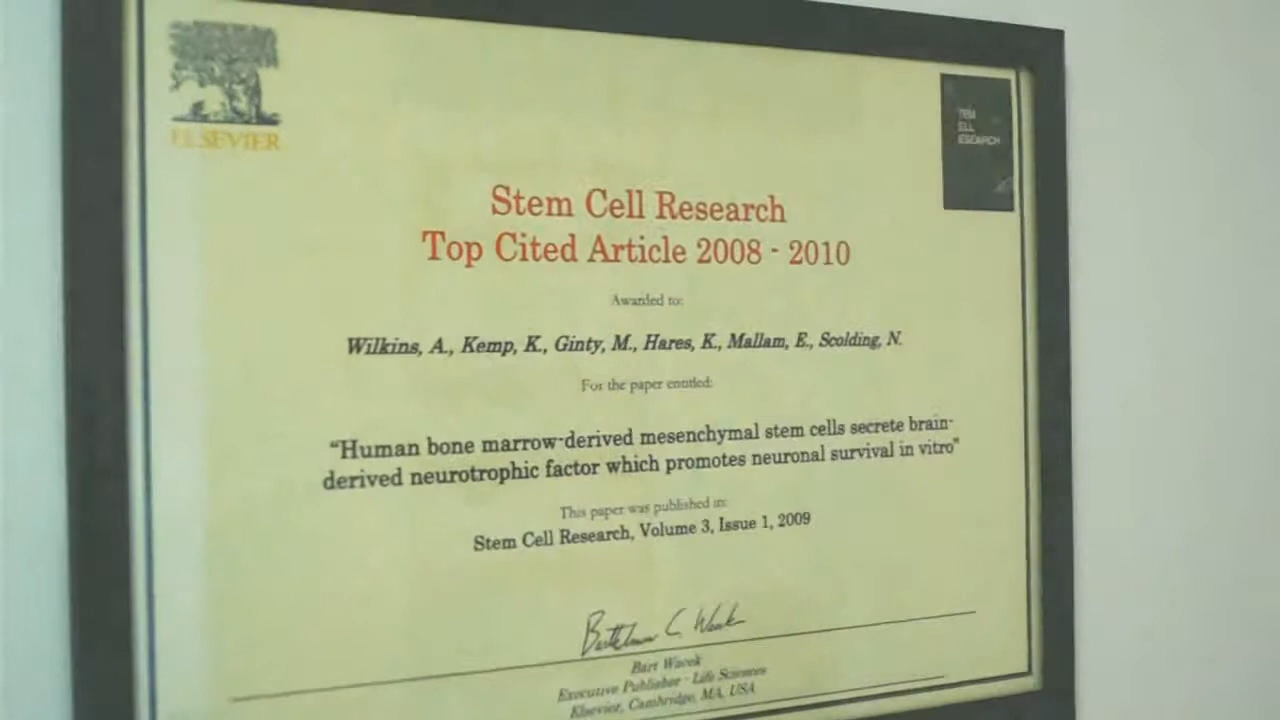 ELSEVIER
TEM
ELL
ESEARCH
Stem Cell Research
Top Cited Article 2008 - 2010
Awarded to:
Wilkins, A., Kemp, K., Ginty, M., Hares, K., Mallam, E., Scolding, N.
For the paper entitled:
“Human bone marrow-derived mesenchymal stem cells secrete brain-
derived neurotrophic factor which promotes neuronal survival in vitro”
This paper was published in:
Stem Cell Research, Volume 3, Issue 1, 2009
Bart Wacek
Executive Publisher - Life Sciences
Elsevier, Cambridge, MA, USA